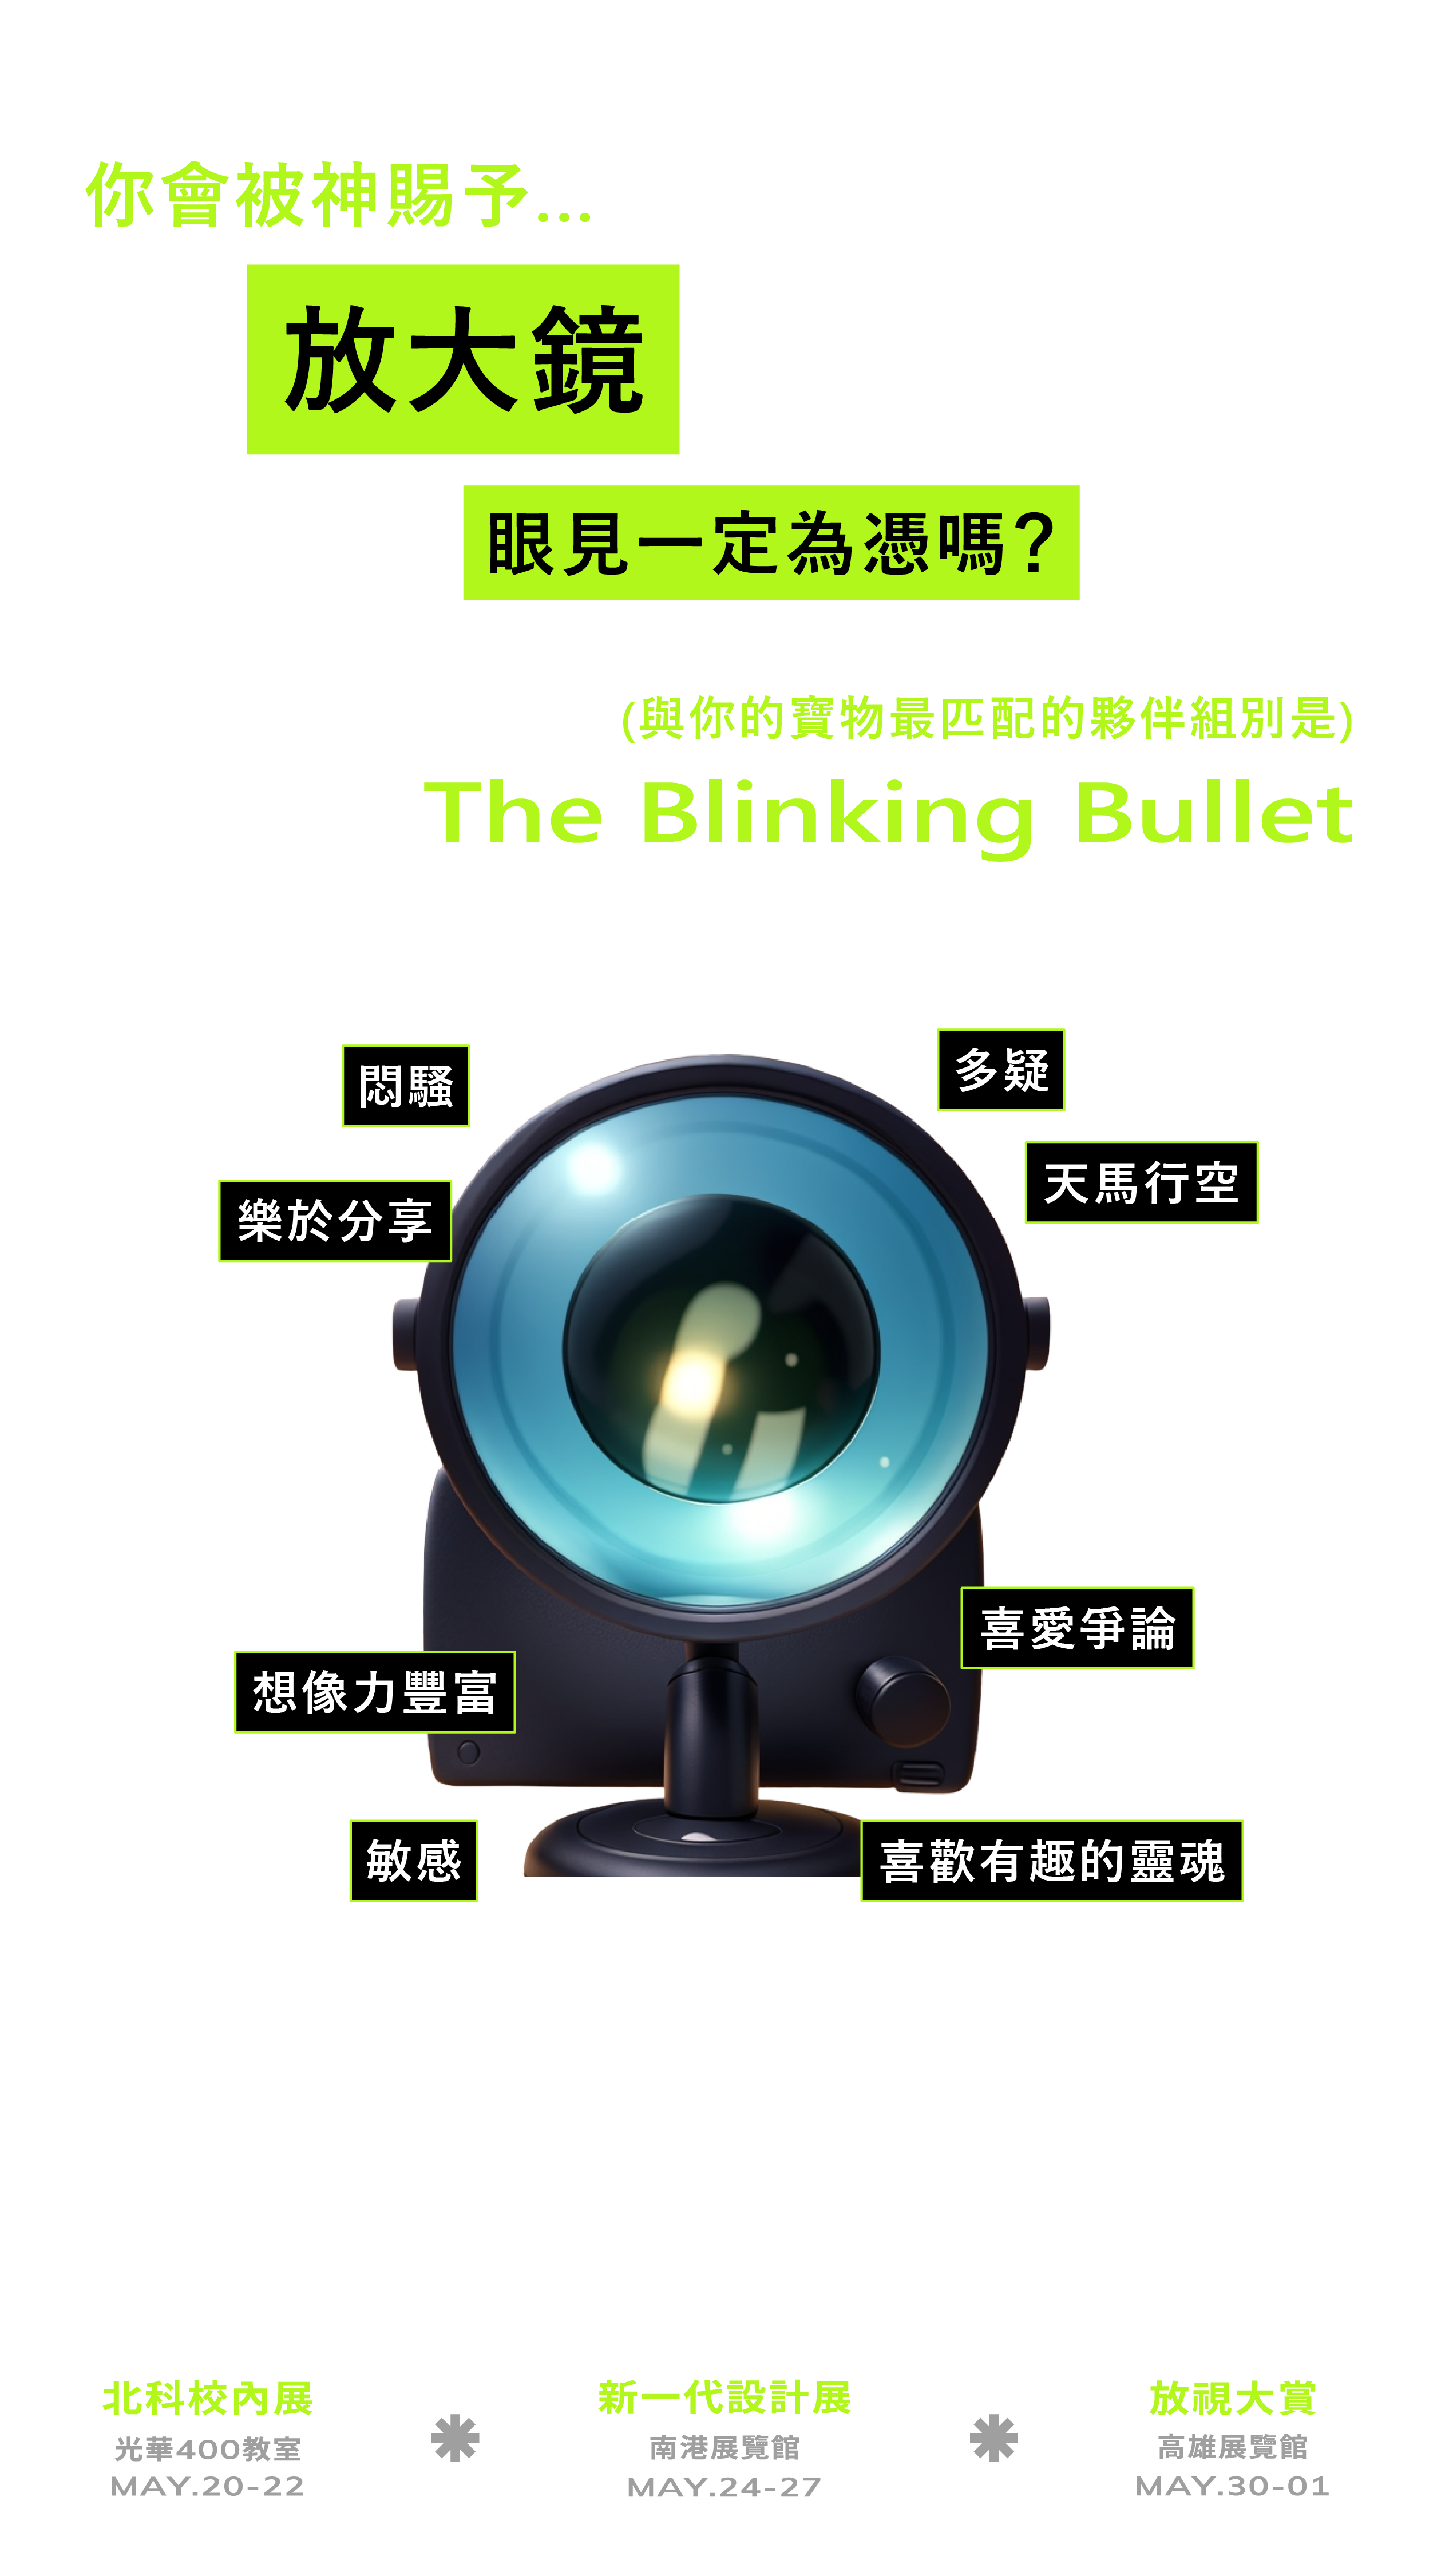 你會被神賜予...
放大鏡
眼見一定為憑嗎？
(與你的寶物最匹配的夥伴組別是)
The Blinking Bullet
悶騷
多疑
天馬行空
樂於分享
喜愛爭論
想像力豐富
敏感
喜歡有趣的靈魂
北科校內展
光華400教室
MAY.20-22
新一代設計展
南港展覽館
MAY.24-27
放視大賞
高雄展覽館
MAY.30-01